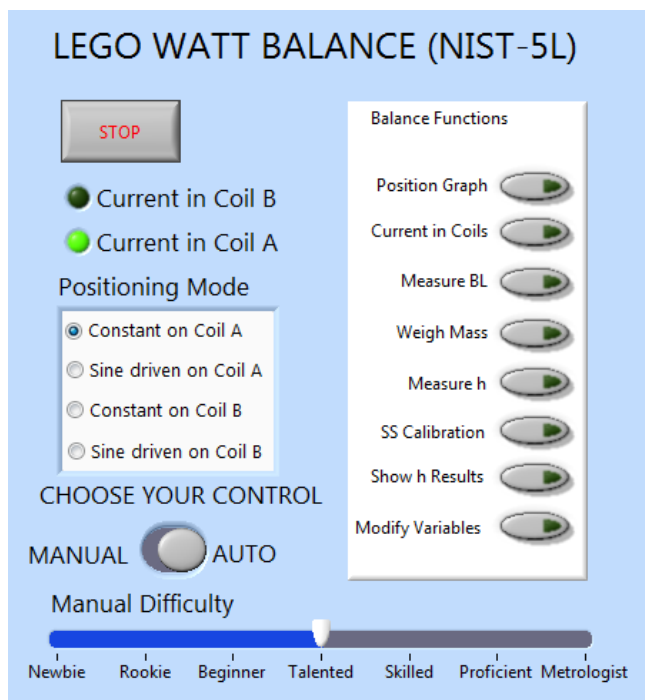 LEGO WATT BALANCE (NIST-5L)
STOP
Current in Coil B
Current in Coil A
Positioning Mode
Constant on Coil A
Sine driven on Coil A
Constant on Coil B
Sine driven on Coil B
CHOOSE YOUR CONTROL
MANUAL AUTO
Balance Functions
Position Graph
Current in Coils
Measure BL
Weigh Mass
Measure h
SS Calibration
Show h Results
Modify Variables
Manual Difficulty
Newbie Rookie Beginner Talented Skilled Proficient Metrologist